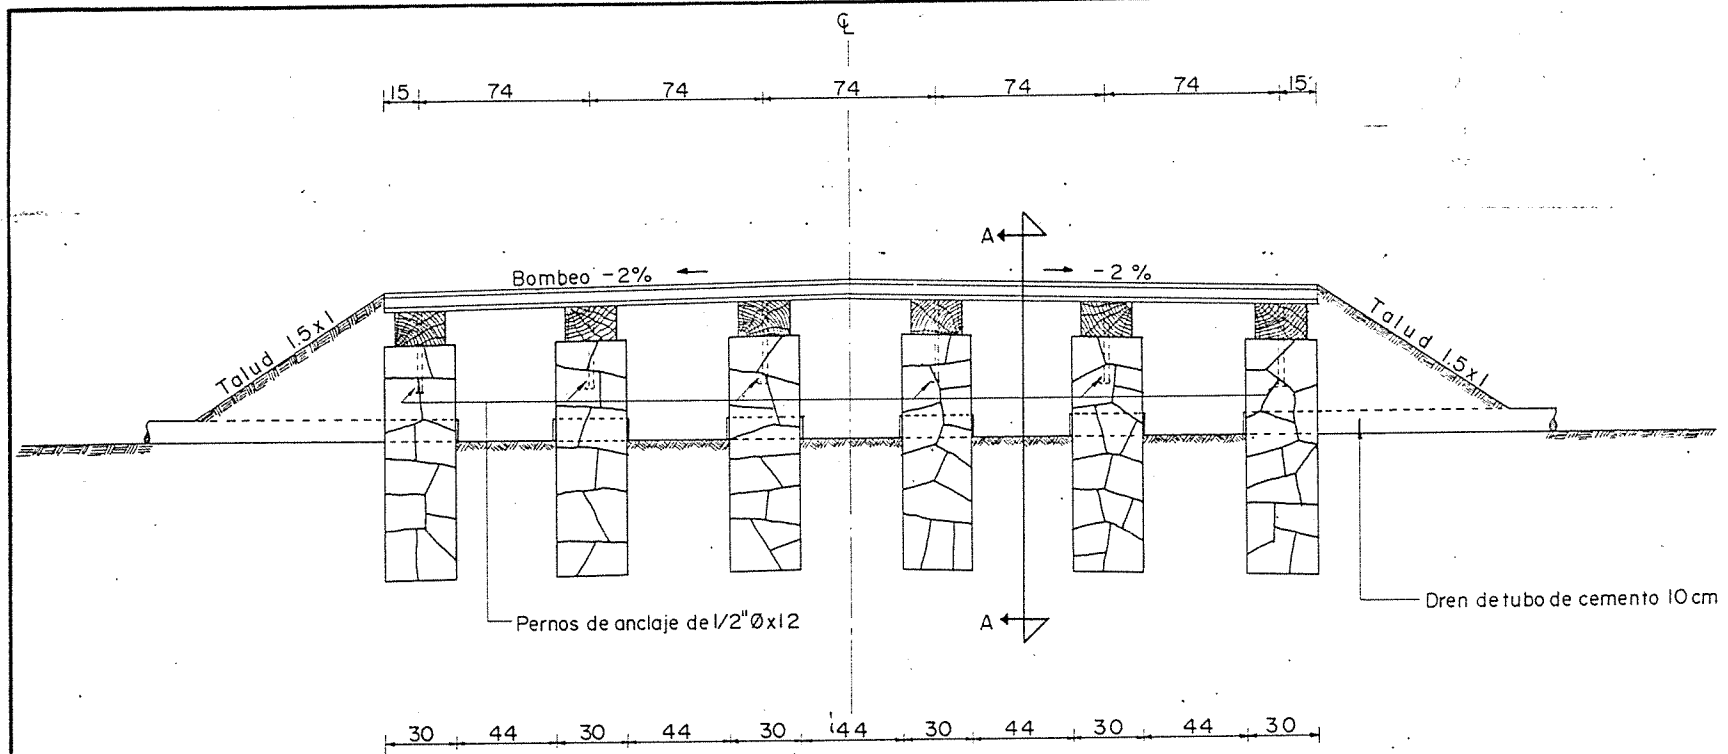 ℄
15 74 74 74 74 74 15
A
Bombeo -2%
-2 %
Talud 1.5x1
Talud 1.5x1
Dren de tubo de cemento 10 cm
Pernos de anclaje de 1/2"Øx12
A
30 44 30 44 30 44 30 44 30 44 30